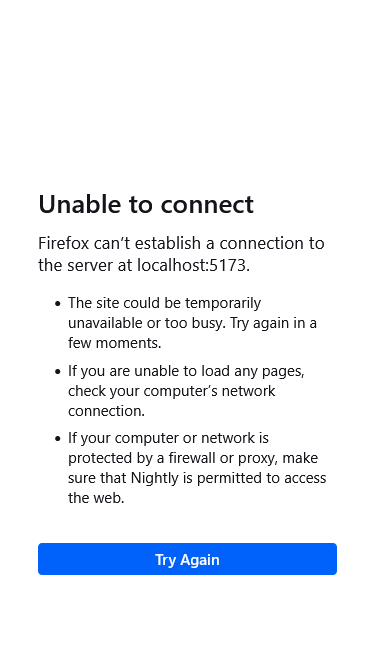 Unable to connect
Firefox can’t establish a connection to
the server at localhost:5173.
• The site could be temporarily
unavailable or too busy. Try again in a
few moments.
• If you are unable to load any pages,
check your computer’s network
connection.
• If your computer or network is
protected by a firewall or proxy, make
sure that Nightly is permitted to access
the web.
Try Again